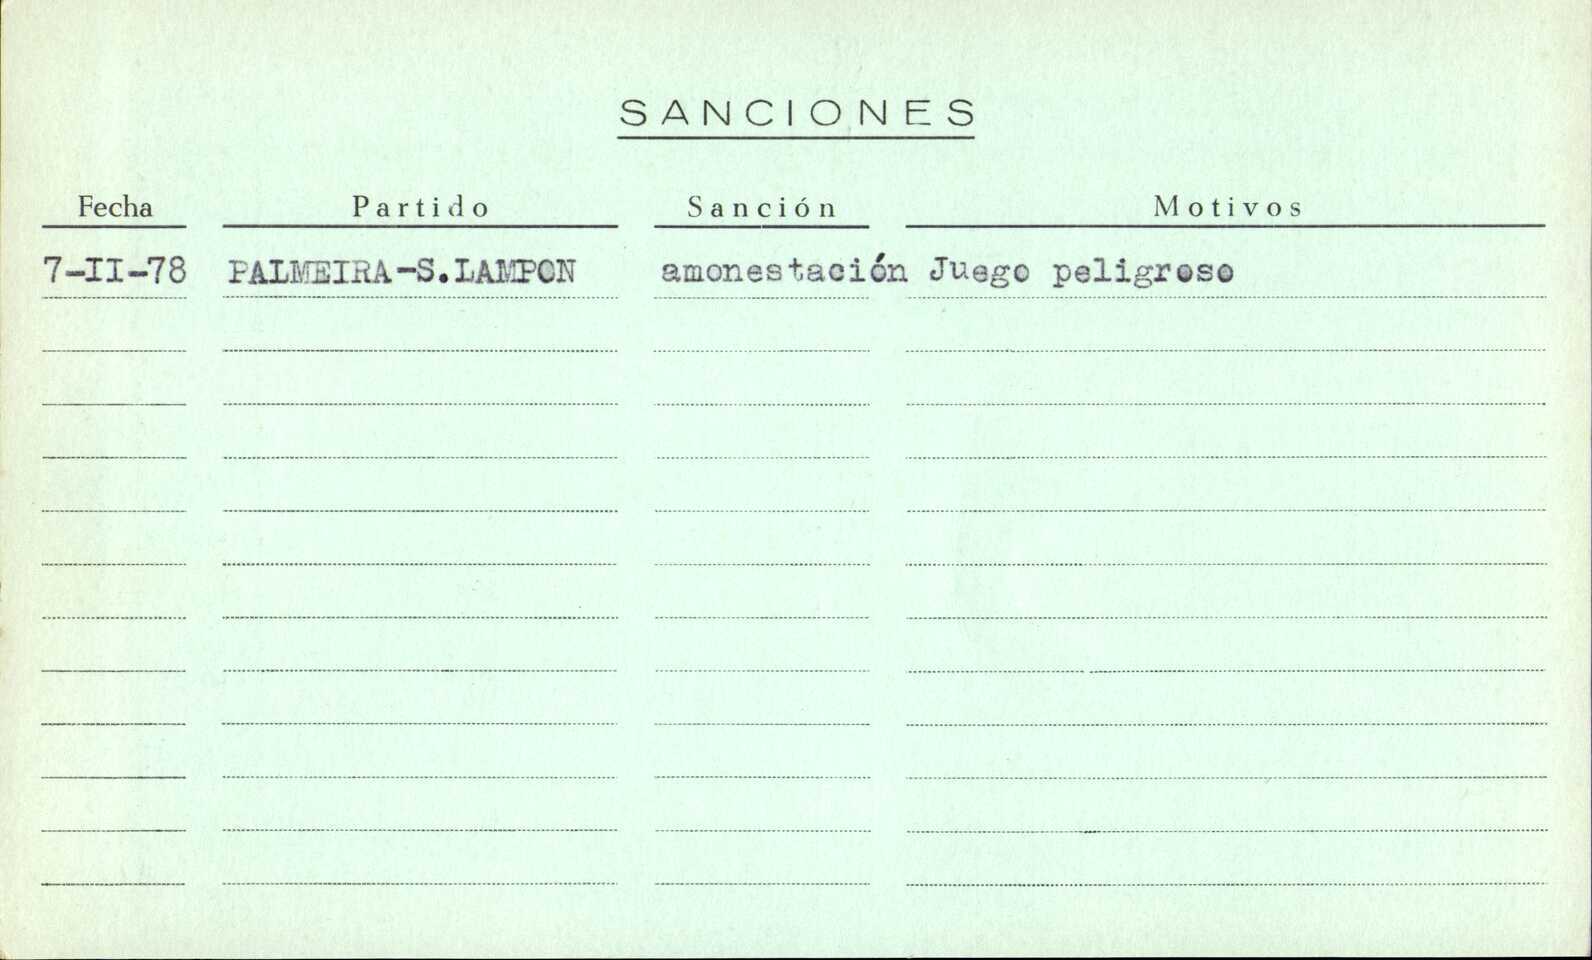 SANCIONES
Fecha Partido Sanción Motivos
7-II-78 PALMEIRA-S.LAMPON amonestación Juego peligroso